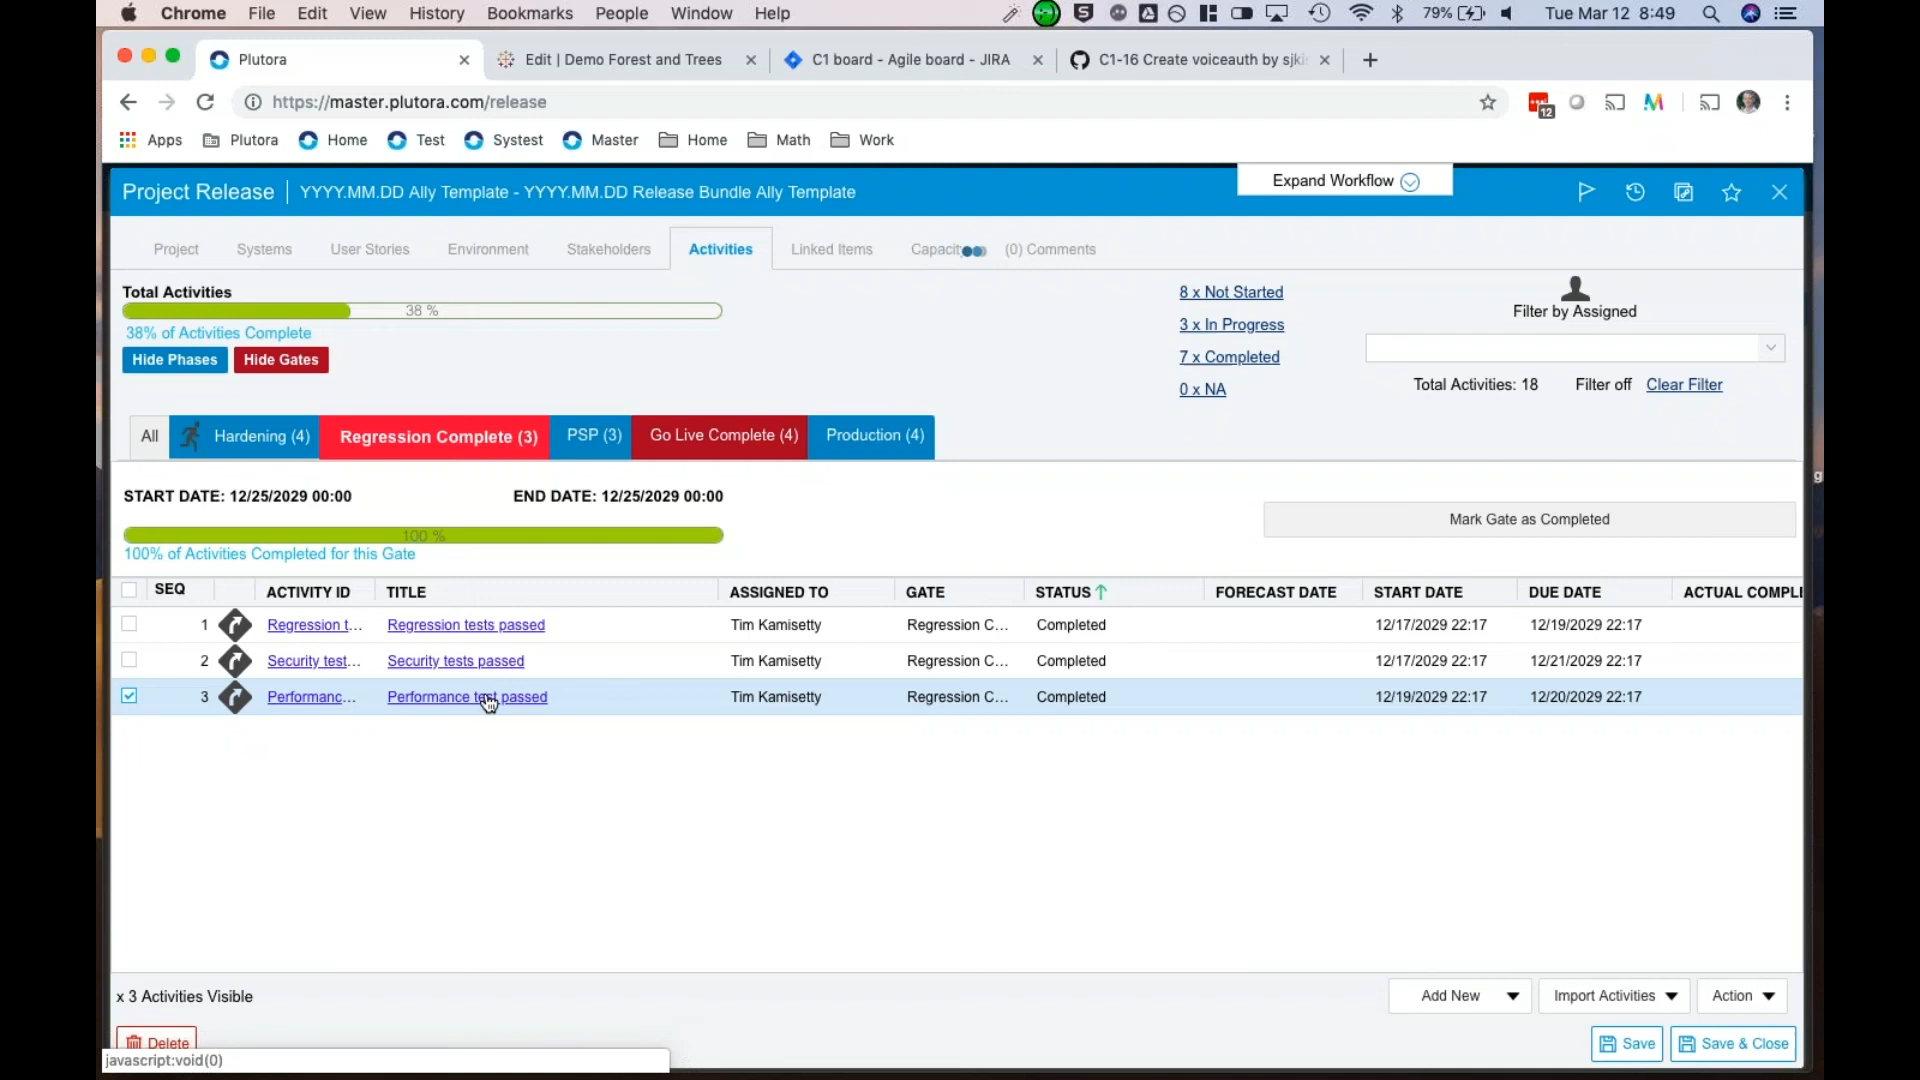 Chrome File Edit View History Bookmarks People Window Help 79% Tue Mar 12 8:49
Plutora Edit | Demo Forest and Trees C1 board - Agile board - JIRA C1-16 Create voiceauth by sjki
https://master.plutora.com/release 12
Apps Plutora Home Test Systest Master Home Math Work
Expand Workflow
Project Release | YYYY.MM.DD Ally Template - YYYY.MM.DD Release Bundle Ally Template
Project Systems User Stories Environment Stakeholders Activities Linked Items Capacity (0) Comments
Total Activities
38 %
38% of Activities Complete
Hide Phases Hide Gates
8 x Not Started
3 x In Progress
7 x Completed
0 x NA
Filter by Assigned
Total Activities: 18 Filter off Clear Filter
All Hardening (4) Regression Complete (3) PSP (3) Go Live Complete (4) Production (4)
START DATE: 12/25/2029 00:00 END DATE: 12/25/2029 00:00
100 %
100% of Activities Completed for this Gate
Mark Gate as Completed
SEQ ACTIVITY ID TITLE ASSIGNED TO GATE STATUS FORECAST DATE START DATE DUE DATE ACTUAL COMPLI
1 Regression t... Regression tests passed Tim Kamisetty Regression C... Completed 12/17/2029 22:17 12/19/2029 22:17
2 Security test... Security tests passed Tim Kamisetty Regression C... Completed 12/17/2029 22:17 12/21/2029 22:17
3 Performanc... Performance test passed Tim Kamisetty Regression C... Completed 12/19/2029 22:17 12/20/2029 22:17
x 3 Activities Visible
Add New Import Activities Action
Delete
Save Save & Close
javascript:void(0)